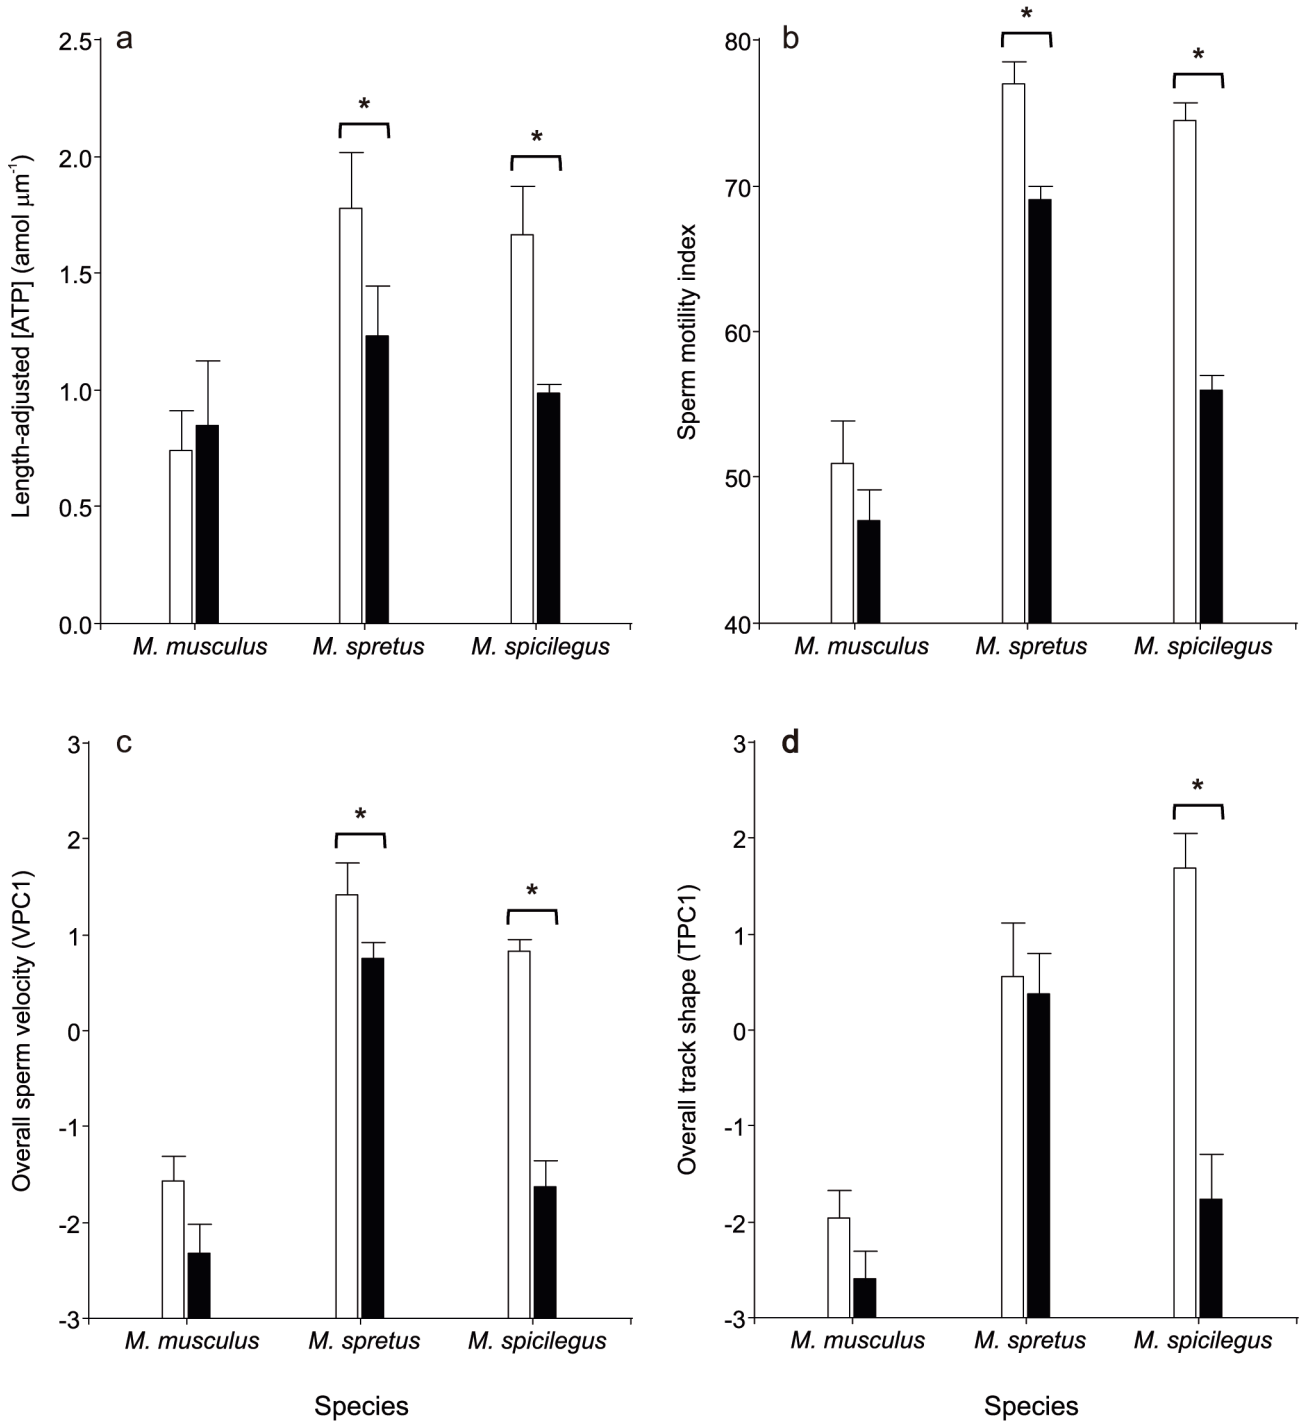 a
*
*
2.5
2.0
1.5
1.0
0.5
0.0
Length-adjusted [ATP] (amol µm⁻¹)
M. musculus
M. spretus
M. spicilegus
b
*
*
80
70
60
50
40
Sperm motility index
M. musculus
M. spretus
M. spicilegus
c
*
*
3
2
1
0
-1
-2
-3
Overall sperm velocity (VPC1)
M. musculus
M. spretus
M. spicilegus
Species
d
*
3
2
1
0
-1
-2
-3
Overall track shape (TPC1)
M. musculus
M. spretus
M. spicilegus
Species